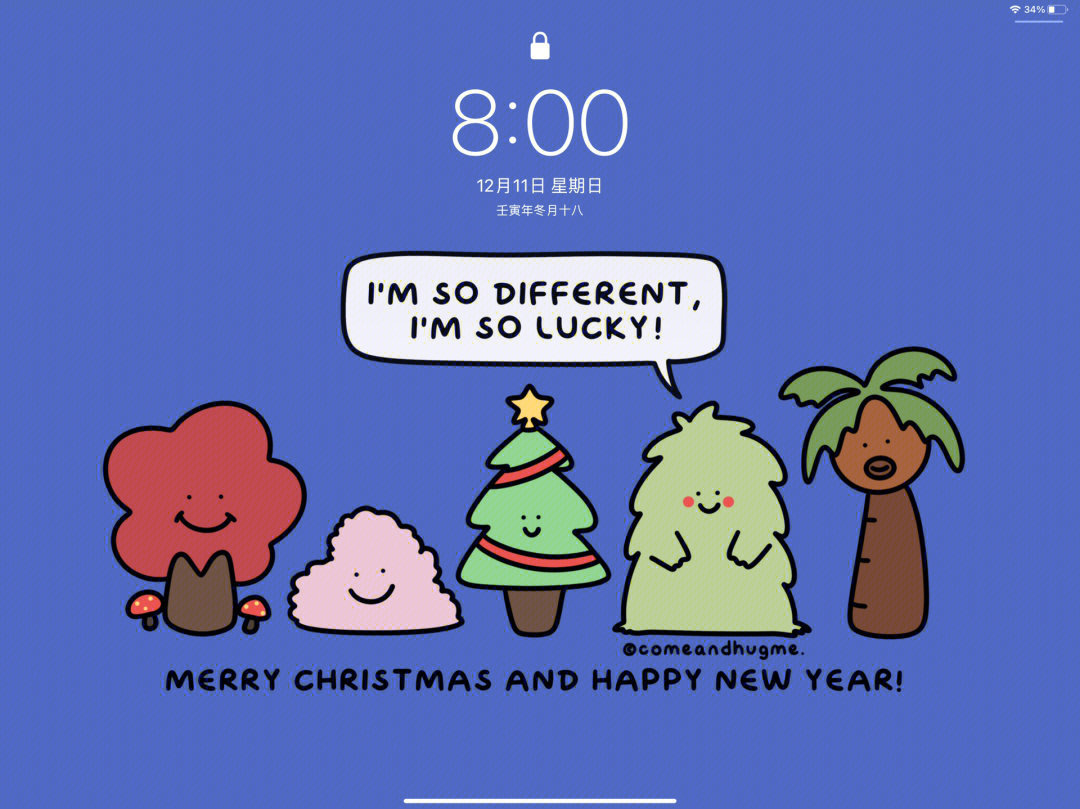 34%
8:00
12月11日 星期日
壬寅年冬月十八
I'M SO DIFFERENT,
I'M SO LUCKY!
@comeandhugme.
MERRY CHRISTMAS AND HAPPY NEW YEAR!